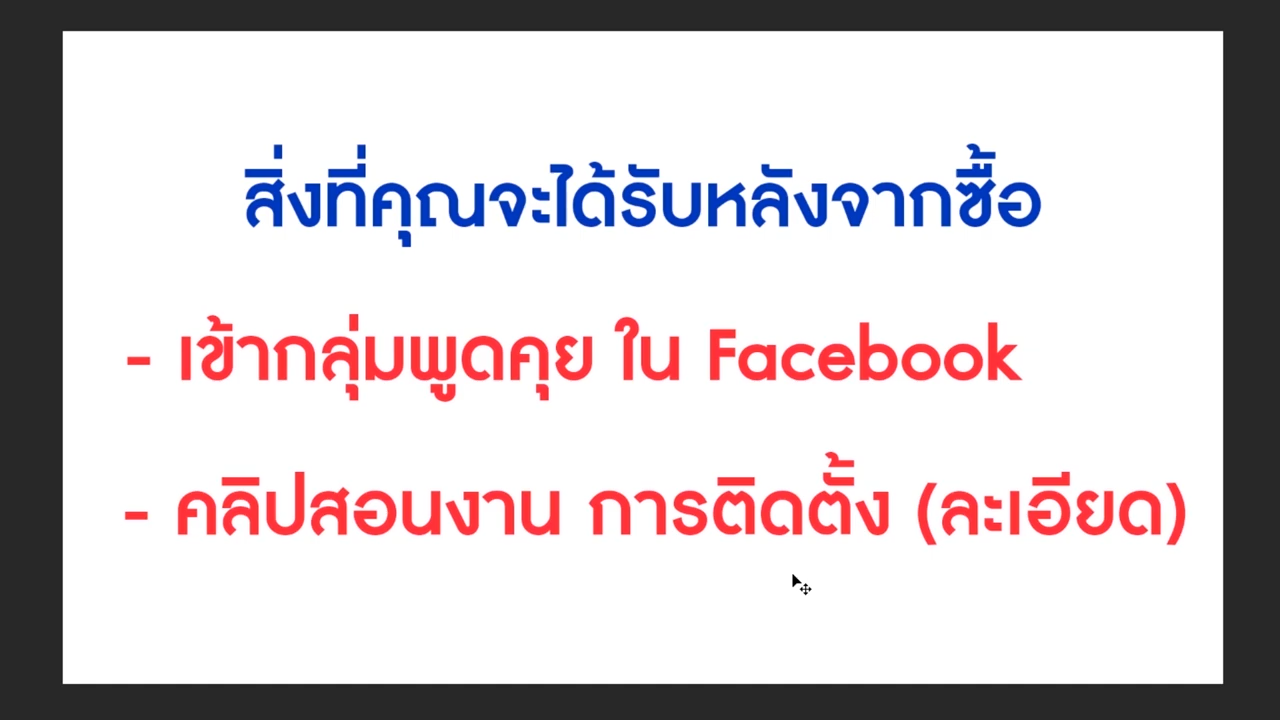 สิ่งที่คุณจะได้รับหลังจากซื้อ
- เข้ากลุ่มพูดคุย ใน Facebook
- คลิปสอนงาน การติดตั้ง (ละเอียด)